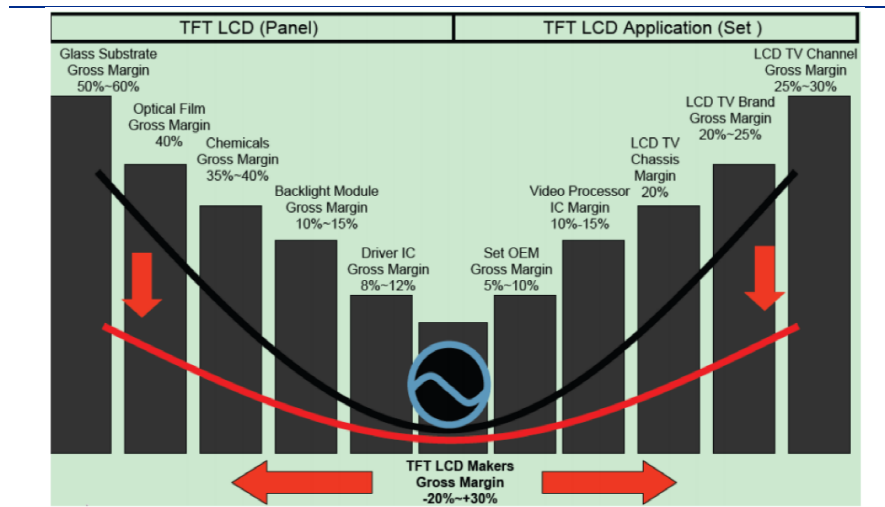 TFT LCD (Panel)
TFT LCD Application (Set )
Glass Substrate
Gross Margin
50%~60%
Optical Film
Gross Margin
40%
Chemicals
Gross Margin
35%~40%
Backlight Module
Gross Margin
10%~15%
Driver IC
Gross Margin
8%~12%
TFT LCD Makers
Gross Margin
-20%~+30%
Set OEM
Gross Margin
5%~10%
Video Processor
IC Margin
10%-15%
LCD TV
Chassis
Margin
20%
LCD TV Brand
Gross Margin
20%~25%
LCD TV Channel
Gross Margin
25%~30%